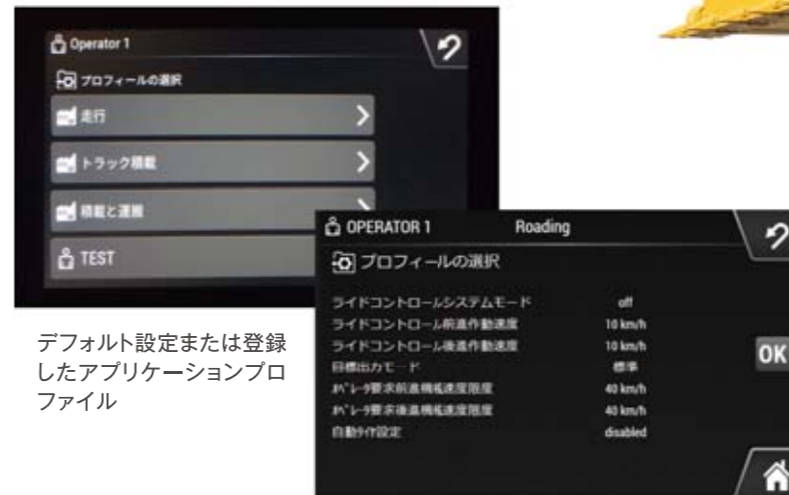 Operator 1
プロフィールの選択
走行
トラック積載
積載と運搬
TEST
デフォルト設定または登録
したアプリケーションプロ
ファイル
OPERATOR 1 Roading
プロフィールの選択
ライドコントロールシステムモード off
ライドコントロール前進作動速度 10 km/h
ライドコントロール後進作動速度 10 km/h
目標出力モード 標準
ｵﾍﾟﾚｰﾀ要求前進機械速度限度 40 km/h
ｵﾍﾟﾚｰﾀ要求後進機械速度限度 40 km/h
自動ﾀｲﾔ設定 disabled
OK